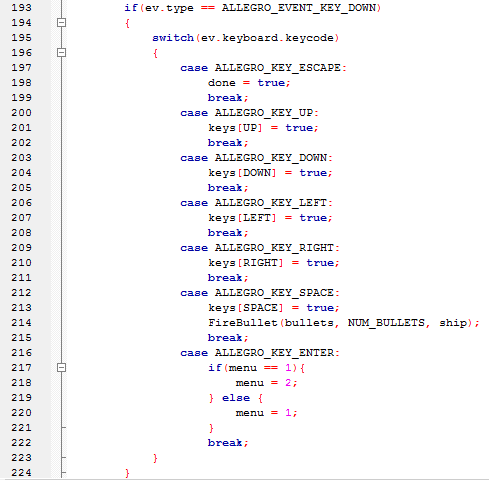 193 if(ev.type == ALLEGRO_EVENT_KEY_DOWN)
194 {
195 switch(ev.keyboard.keycode)
196 {
197 case ALLEGRO_KEY_ESCAPE:
198 done = true;
199 break;
200 case ALLEGRO_KEY_UP:
201 keys[UP] = true;
202 break;
203 case ALLEGRO_KEY_DOWN:
204 keys[DOWN] = true;
205 break;
206 case ALLEGRO_KEY_LEFT:
207 keys[LEFT] = true;
208 break;
209 case ALLEGRO_KEY_RIGHT:
210 keys[RIGHT] = true;
211 break;
212 case ALLEGRO_KEY_SPACE:
213 keys[SPACE] = true;
214 FireBullet(bullets, NUM_BULLETS, ship);
215 break;
216 case ALLEGRO_KEY_ENTER:
217 if(menu == 1){
218 menu = 2;
219 } else {
220 menu = 1;
221 }
222 break;
223 }
224 }